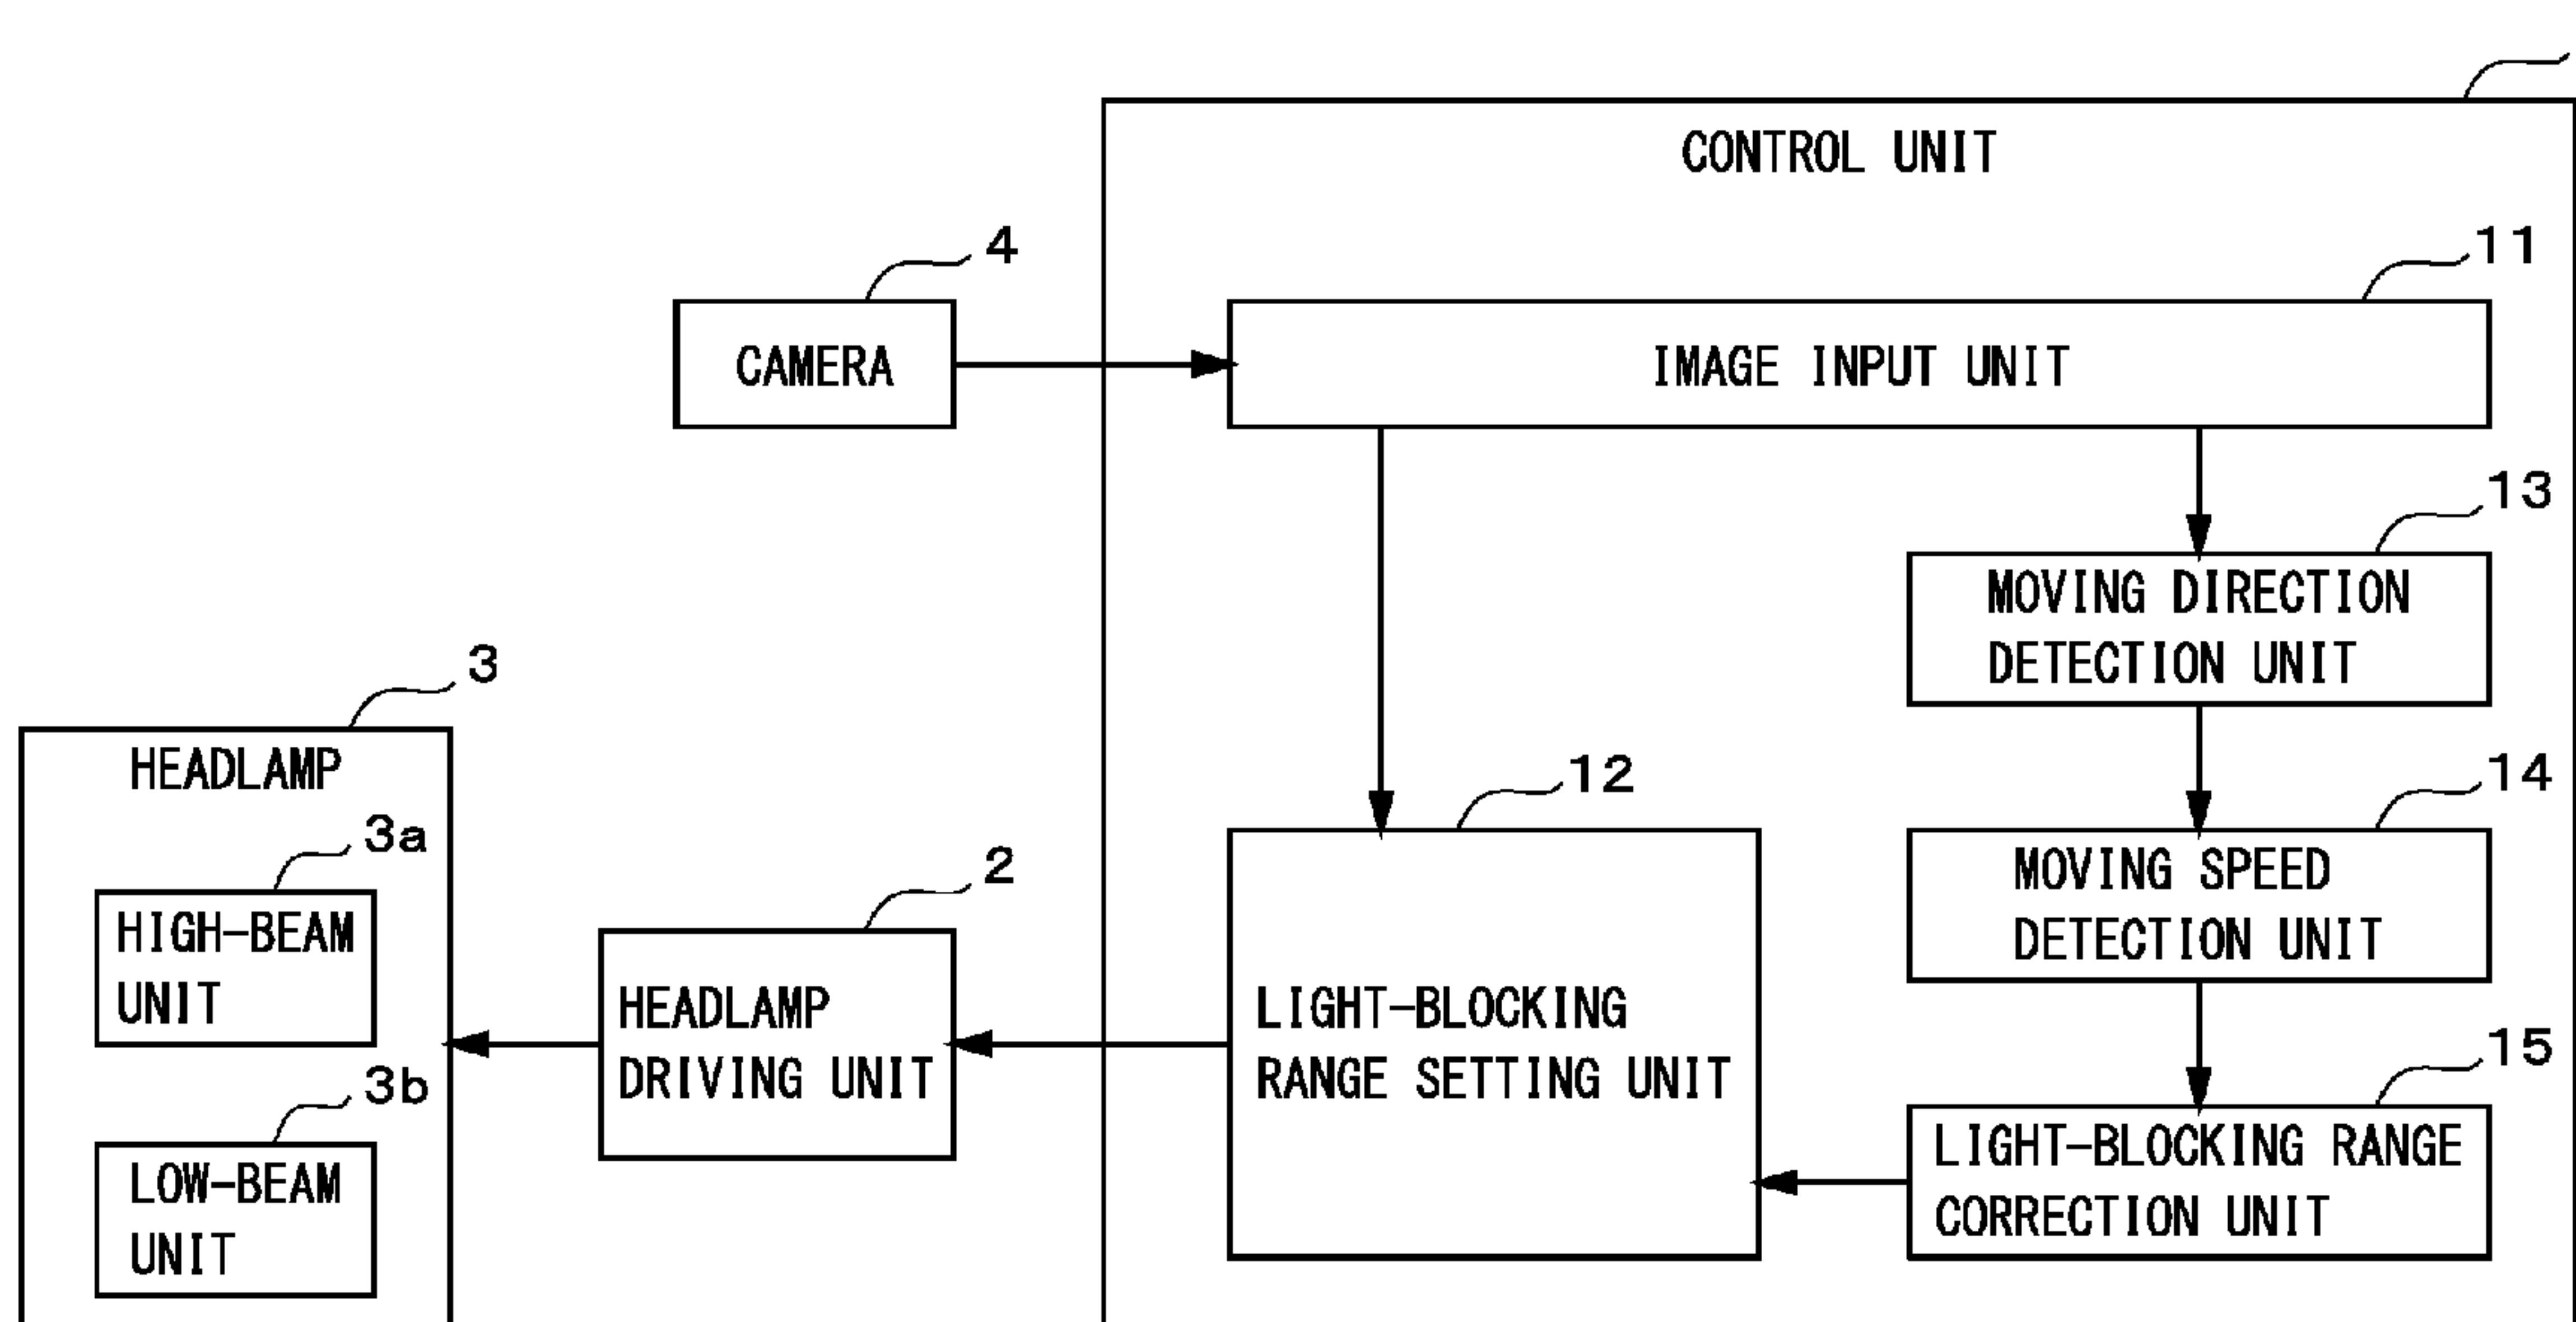 CONTROL UNIT
4
11
CAMERA
IMAGE INPUT UNIT
13
MOVING DIRECTION
DETECTION UNIT
3
HEADLAMP
12
14
3a
2
MOVING SPEED
DETECTION UNIT
HIGH-BEAM
UNIT
HEADLAMP
DRIVING UNIT
LIGHT-BLOCKING
RANGE SETTING UNIT
15
3b
LIGHT-BLOCKING RANGE
CORRECTION UNIT
LOW-BEAM
UNIT